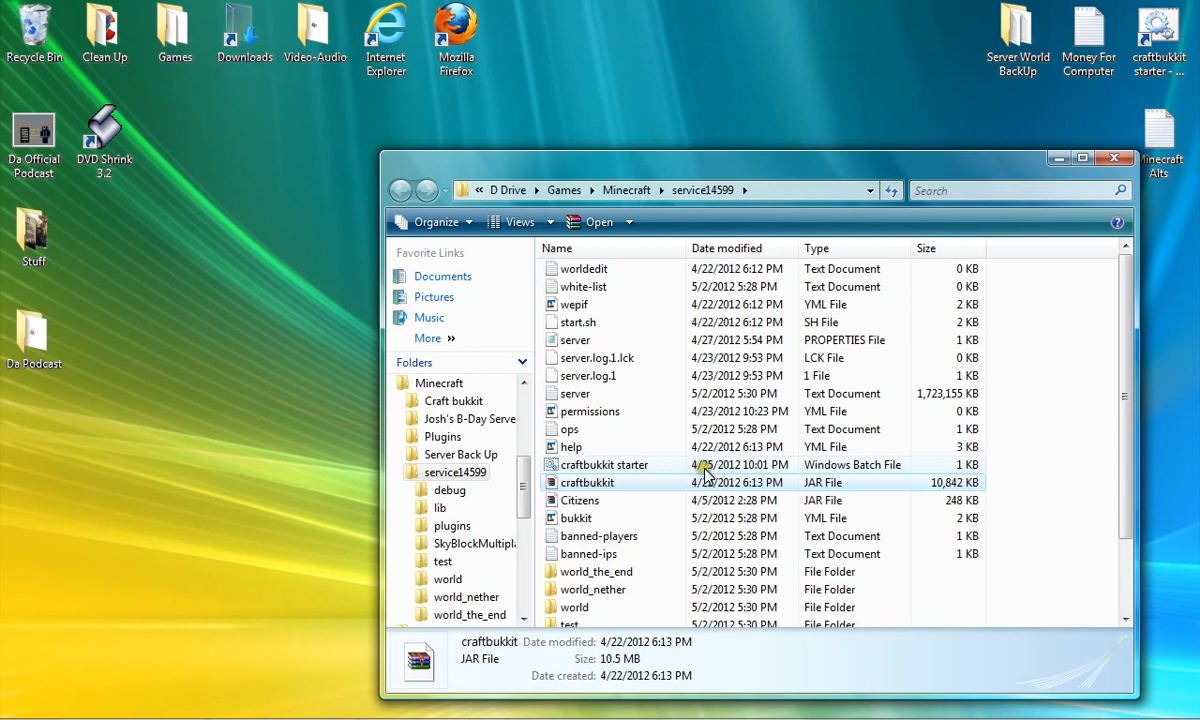 Recycle Bin
Clean Up
Games
Downloads
Video-Audio
Internet
Explorer
Mozilla
Firefox
Server World
BackUp
Money For
Computer
craftbukkit
starter - ...
Da Official
Podcast
DVD Shrink
3.2
Minecraft
Alts
Stuff
Da Podcast
« D Drive Games Minecraft service14599
Search
Organize Views Open
Favorite Links
Documents
Pictures
Music
More »
Folders
Minecraft
Craft bukkit
Josh's B-Day Serve
Plugins
Server Back Up
service14599
debug
lib
plugins
SkyBlockMultipl
test
world
world_nether
world_the_end
Name Date modified Type Size
worldedit 4/22/2012 6:12 PM Text Document 0 KB
white-list 5/2/2012 5:28 PM Text Document 0 KB
wepif 4/22/2012 6:12 PM YML File 2 KB
start.sh 4/22/2012 6:12 PM SH File 2 KB
server 4/27/2012 5:54 PM PROPERTIES File 1 KB
server.log.1.lck 4/23/2012 9:53 PM LCK File 0 KB
server.log.1 4/23/2012 9:53 PM 1 File 1 KB
server 5/2/2012 5:30 PM Text Document 1,723,155 KB
permissions 4/23/2012 10:23 PM YML File 0 KB
ops 5/2/2012 5:28 PM Text Document 1 KB
help 4/22/2012 6:13 PM YML File 3 KB
craftbukkit starter 4/25/2012 10:01 PM Windows Batch File 1 KB
craftbukkit 4/22/2012 6:13 PM JAR File 10,842 KB
Citizens 4/5/2012 2:28 PM JAR File 248 KB
bukkit 5/2/2012 5:28 PM YML File 2 KB
banned-players 5/2/2012 5:28 PM Text Document 1 KB
banned-ips 5/2/2012 5:28 PM Text Document 1 KB
world_the_end 5/2/2012 5:30 PM File Folder
world_nether 5/2/2012 5:30 PM File Folder
world 5/2/2012 5:30 PM File Folder
test 5/2/2012 5:30 PM File Folder
craftbukkit Date modified: 4/22/2012 6:13 PM
JAR File Size: 10.5 MB
Date created: 4/22/2012 6:13 PM